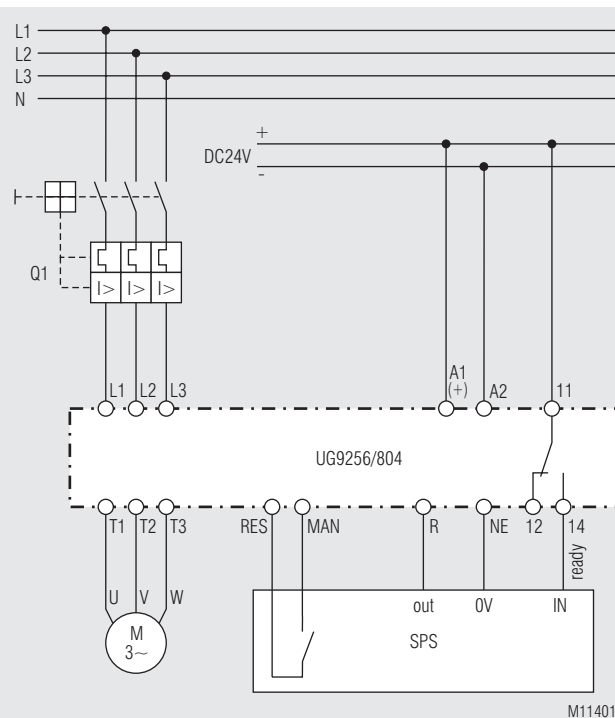 L1
L2
L3
N
+
DC24V
-
Q1
I> I> I>
L1 L2 L3
A1
(+) A2 11
UG9256/804
T1 T2 T3 RES MAN R NE 12 14
ready
U V W
M
3~
out 0V IN
SPS
M11401